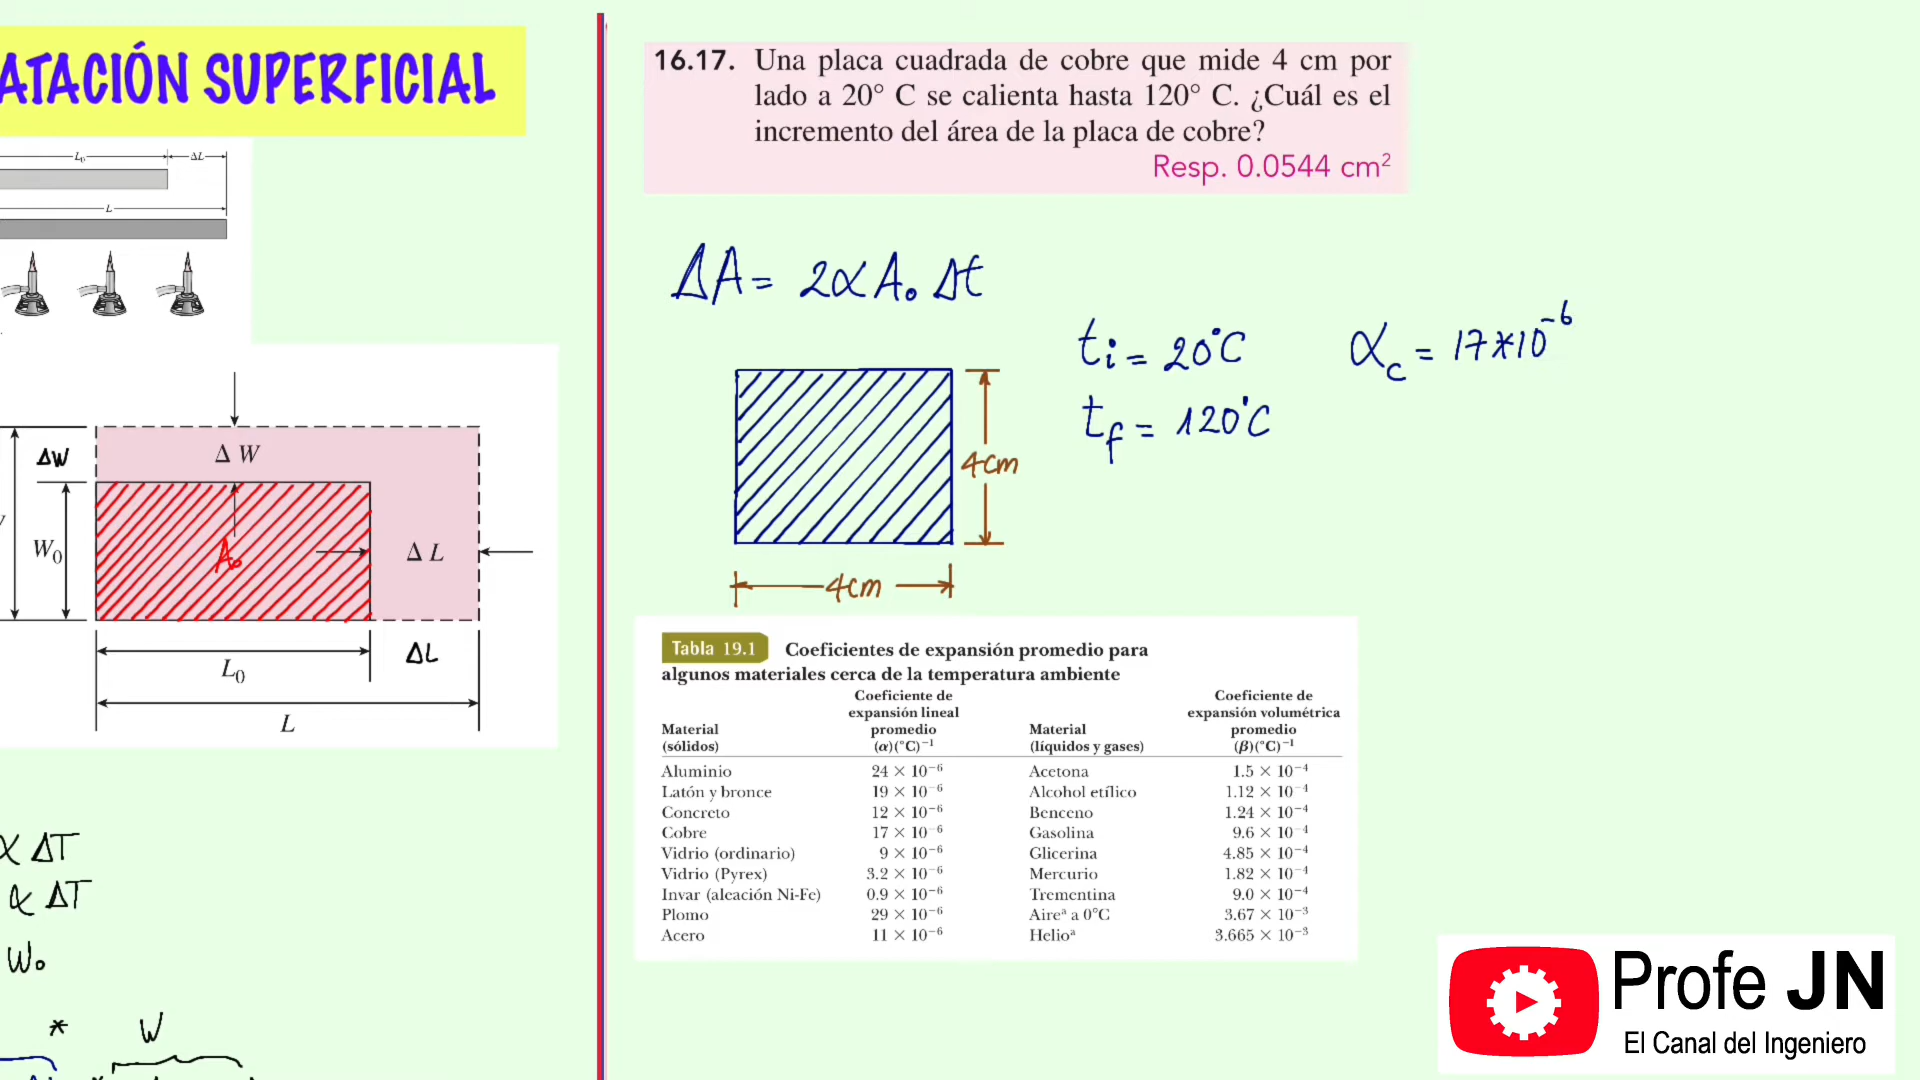 ATACIÓN SUPERFICIAL
L₀ ΔL
L
ΔW
Δ W
W₀
A₀
Δ L
L₀
ΔL
L
α ΔT
α ΔT
W₀
* W
16.17. Una placa cuadrada de cobre que mide 4 cm por
lado a 20° C se calienta hasta 120° C. ¿Cuál es el
incremento del área de la placa de cobre?
Resp. 0.0544 cm²
ΔA = 2αA₀ Δt
tᵢ = 20°C
α_c = 17*10⁻⁶
t_f = 120°C
4cm
4cm
Tabla 19.1 Coeficientes de expansión promedio para
algunos materiales cerca de la temperatura ambiente
Coeficiente de Coeficiente de
expansión lineal expansión volumétrica
Material promedio Material promedio
(sólidos) (α)(°C)⁻¹ (líquidos y gases) (β)(°C)⁻¹
Aluminio 24 × 10⁻⁶ Acetona 1.5 × 10⁻⁴
Latón y bronce 19 × 10⁻⁶ Alcohol etílico 1.12 × 10⁻⁴
Concreto 12 × 10⁻⁶ Benceno 1.24 × 10⁻⁴
Cobre 17 × 10⁻⁶ Gasolina 9.6 × 10⁻⁴
Vidrio (ordinario) 9 × 10⁻⁶ Glicerina 4.85 × 10⁻⁴
Vidrio (Pyrex) 3.2 × 10⁻⁶ Mercurio 1.82 × 10⁻⁴
Invar (aleación Ni-Fe) 0.9 × 10⁻⁶ Trementina 9.0 × 10⁻⁴
Plomo 29 × 10⁻⁶ Aireᵃ a 0°C 3.67 × 10⁻³
Acero 11 × 10⁻⁶ Helioᵃ 3.665 × 10⁻³
Profe JN
El Canal del Ingeniero